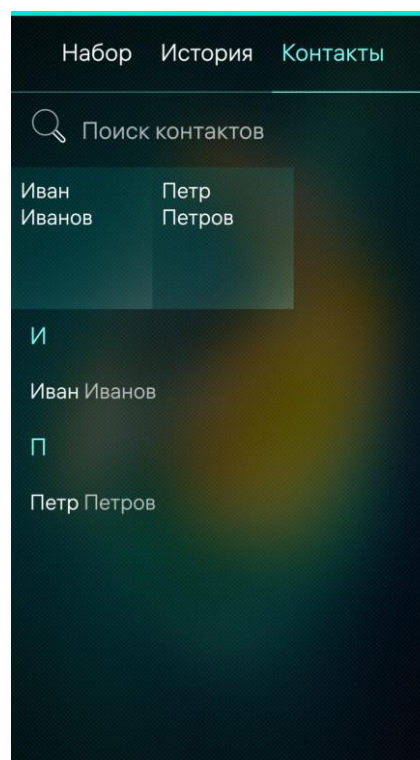 Набор История Контакты
Поиск контактов
Иван
Иванов
Петр
Петров
И
Иван Иванов
П
Петр Петров